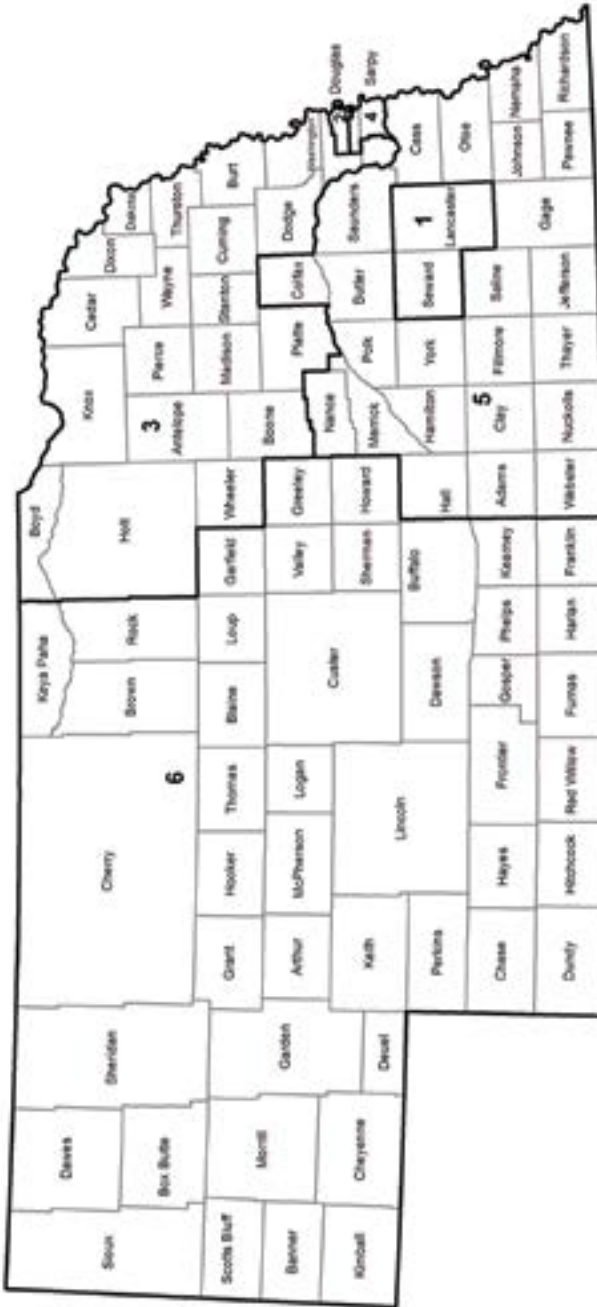 Sioux
Dawes
Box Butte
Sheridan
Scotts Bluff
Banner
Kimball
Morrill
Cheyenne
Garden
Deuel
Cherry
6
Keya Paha
Brown
Rock
Boyd
Holt
Grant
Hooker
Thomas
Blaine
Loup
Garfield
Wheeler
Arthur
McPherson
Logan
Custer
Valley
Greeley
Sherman
Howard
Keith
Lincoln
Perkins
Dawson
Buffalo
Hall
Chase
Hayes
Frontier
Gosper
Phelps
Kearney
Adams
Dundy
Hitchcock
Red Willow
Furnas
Harlan
Franklin
Webster
Knox
Cedar
Dixon
Dakota
3
Antelope
Pierce
Wayne
Thurston
Boone
Madison
Stanton
Cuming
Burt
Nance
Platte
Colfax
Dodge
Washington
Merrick
Polk
Butler
Saunders
Douglas
2
Sarpy
4
Hamilton
York
Seward
1
Lancaster
Cass
Otoe
5
Clay
Fillmore
Saline
Gage
Johnson
Nemaha
Nuckolls
Thayer
Jefferson
Pawnee
Richardson